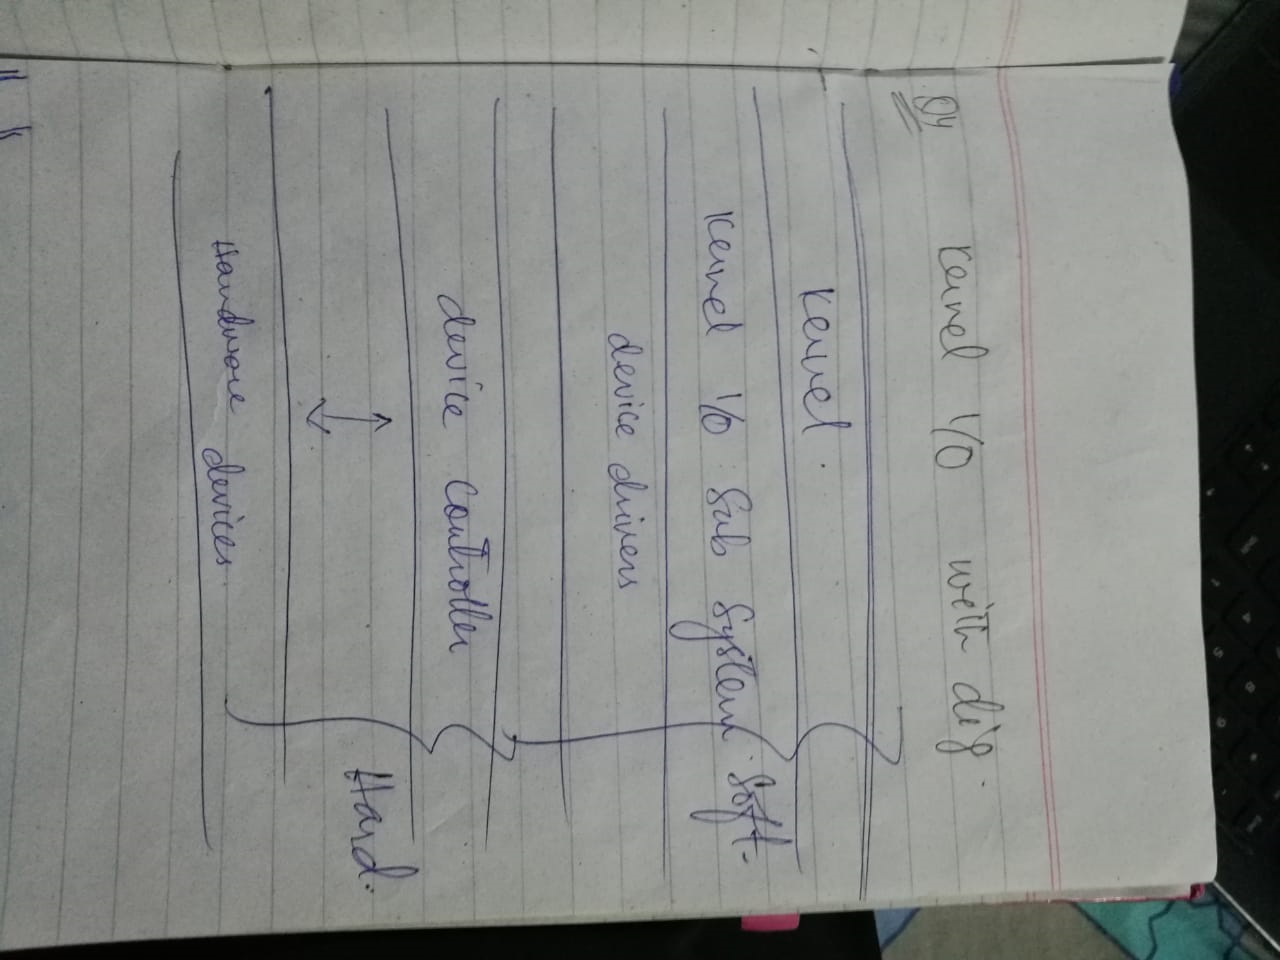 Q4 Kernel I/O with dig.
Kernel.
Kernel I/O Sub System. Soft.
device drivers
device controller
Hard.
Hardware devices.